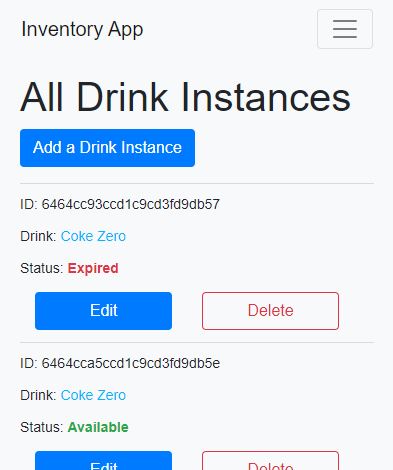 Inventory App
All Drink Instances
Add a Drink Instance
ID: 6464cc93ccd1c9cd3fd9db57
Drink: Coke Zero
Status: Expired
Edit Delete
ID: 6464cca5ccd1c9cd3fd9db5e
Drink: Coke Zero
Status: Available
Edit Delete